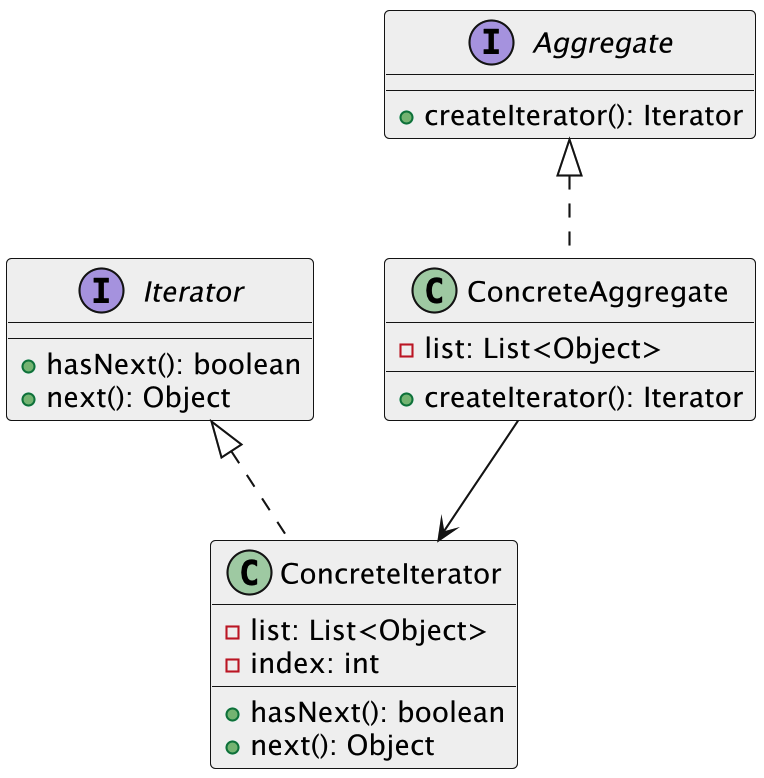 I Aggregate
createIterator(): Iterator
I Iterator
hasNext(): boolean
next(): Object
C ConcreteAggregate
list: List<Object>
createIterator(): Iterator
C ConcreteIterator
list: List<Object>
index: int
hasNext(): boolean
next(): Object